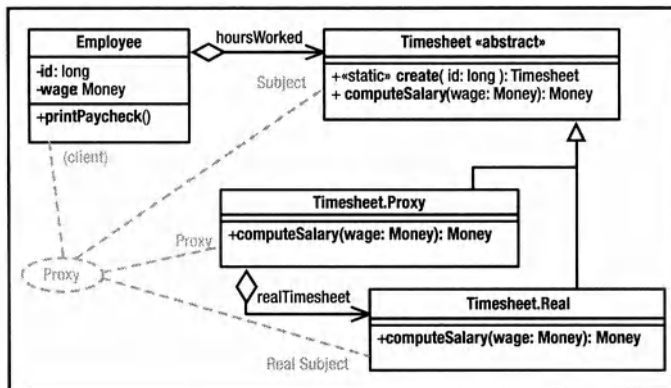 Employee
-id: long
-wage: Money
+printPaycheck()
hoursWorked
Timesheet «abstract»
+«static» create( id: long ): Timesheet
+ computeSalary(wage: Money): Money
Subject
(client)
Timesheet.Proxy
+computeSalary(wage: Money): Money
Proxy
Proxy
realTimesheet
Timesheet.Real
+computeSalary(wage: Money): Money
Real Subject